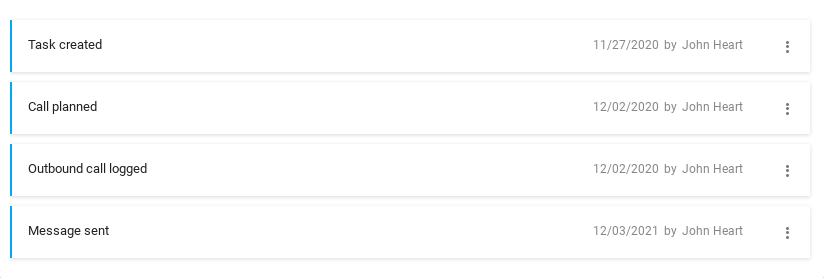 Task created 11/27/2020 by John Heart
Call planned 12/02/2020 by John Heart
Outbound call logged 12/02/2020 by John Heart
Message sent 12/03/2021 by John Heart